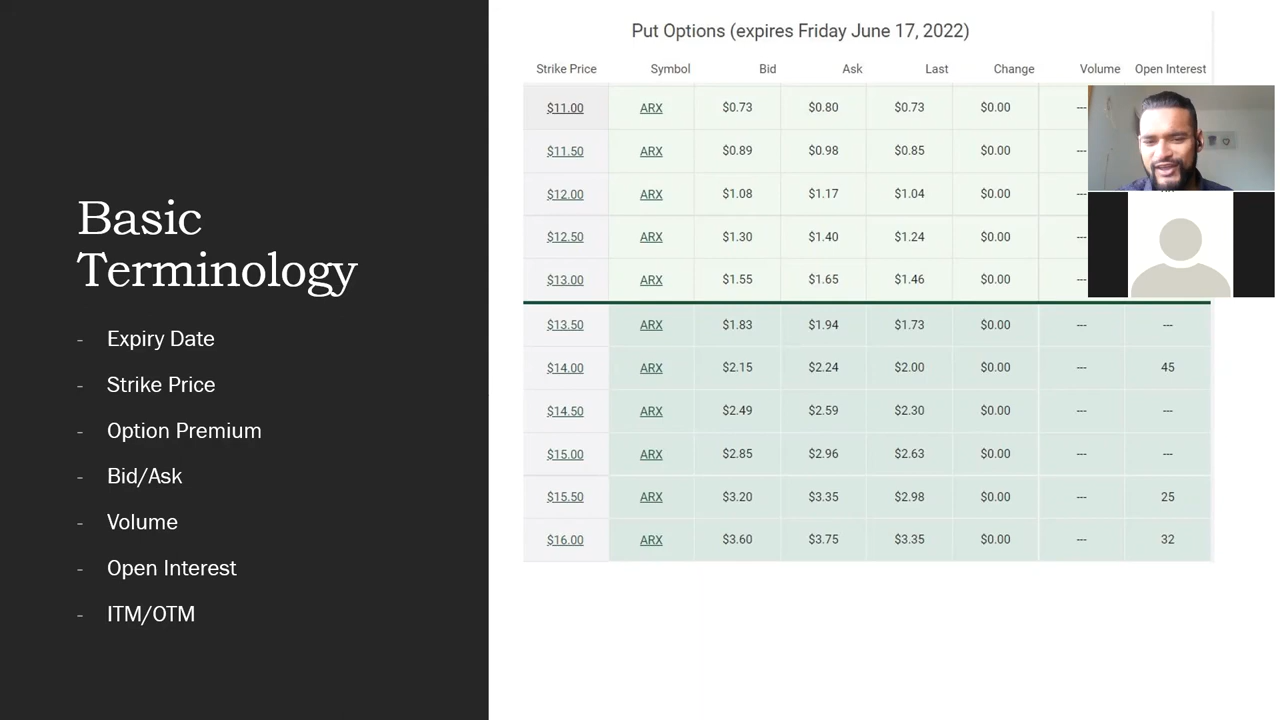 Basic
Terminology
- Expiry Date
- Strike Price
- Option Premium
- Bid/Ask
- Volume
- Open Interest
- ITM/OTM
Put Options (expires Friday June 17, 2022)
Strike Price Symbol Bid Ask Last Change Volume Open Interest
$11.00 ARX $0.73 $0.80 $0.73 $0.00 ---
$11.50 ARX $0.89 $0.98 $0.85 $0.00 ---
$12.00 ARX $1.08 $1.17 $1.04 $0.00 ---
$12.50 ARX $1.30 $1.40 $1.24 $0.00 ---
$13.00 ARX $1.55 $1.65 $1.46 $0.00 ---
$13.50 ARX $1.83 $1.94 $1.73 $0.00 --- ---
$14.00 ARX $2.15 $2.24 $2.00 $0.00 --- 45
$14.50 ARX $2.49 $2.59 $2.30 $0.00 --- ---
$15.00 ARX $2.85 $2.96 $2.63 $0.00 --- ---
$15.50 ARX $3.20 $3.35 $2.98 $0.00 --- 25
$16.00 ARX $3.60 $3.75 $3.35 $0.00 --- 32